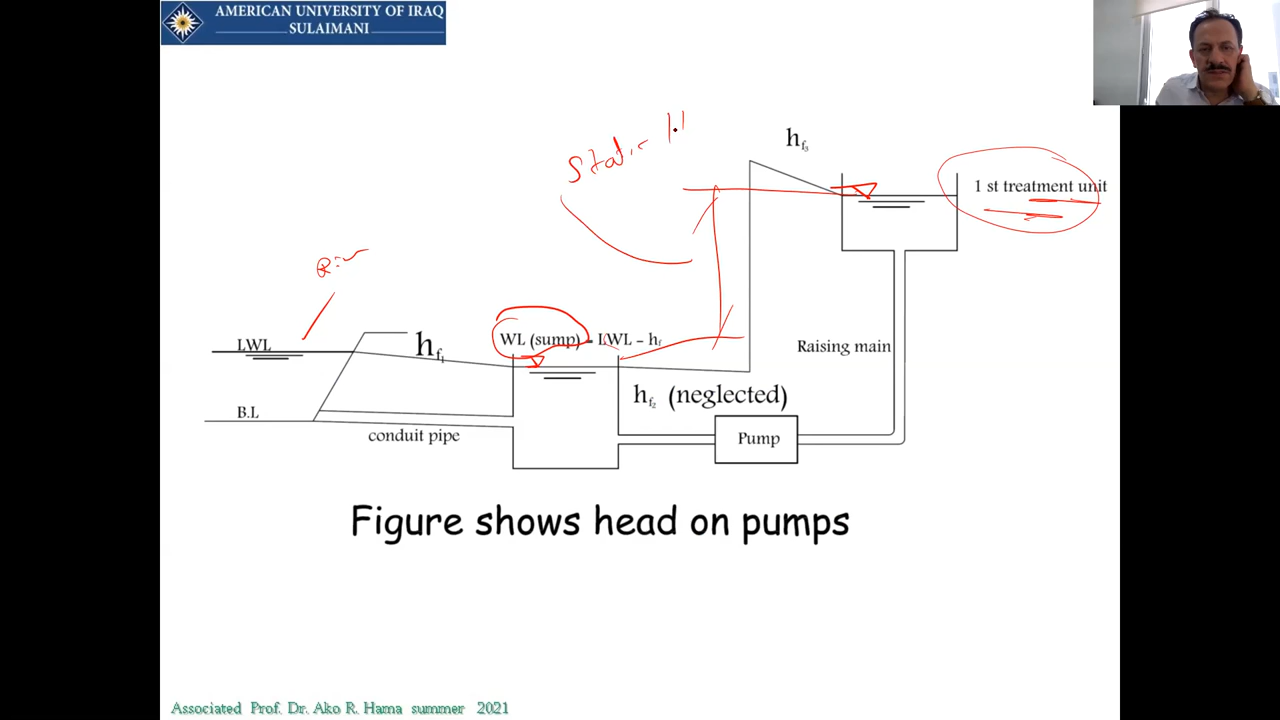 AMERICAN UNIVERSITY OF IRAQ
SULAIMANI
hf3
1 st treatment unit
LWL
hf1
WL (sump) = LWL - hf
Raising main
hf2 (neglected)
B.L
conduit pipe
Pump
Figure shows head on pumps
Associated Prof. Dr. Ako R. Hama summer 2021